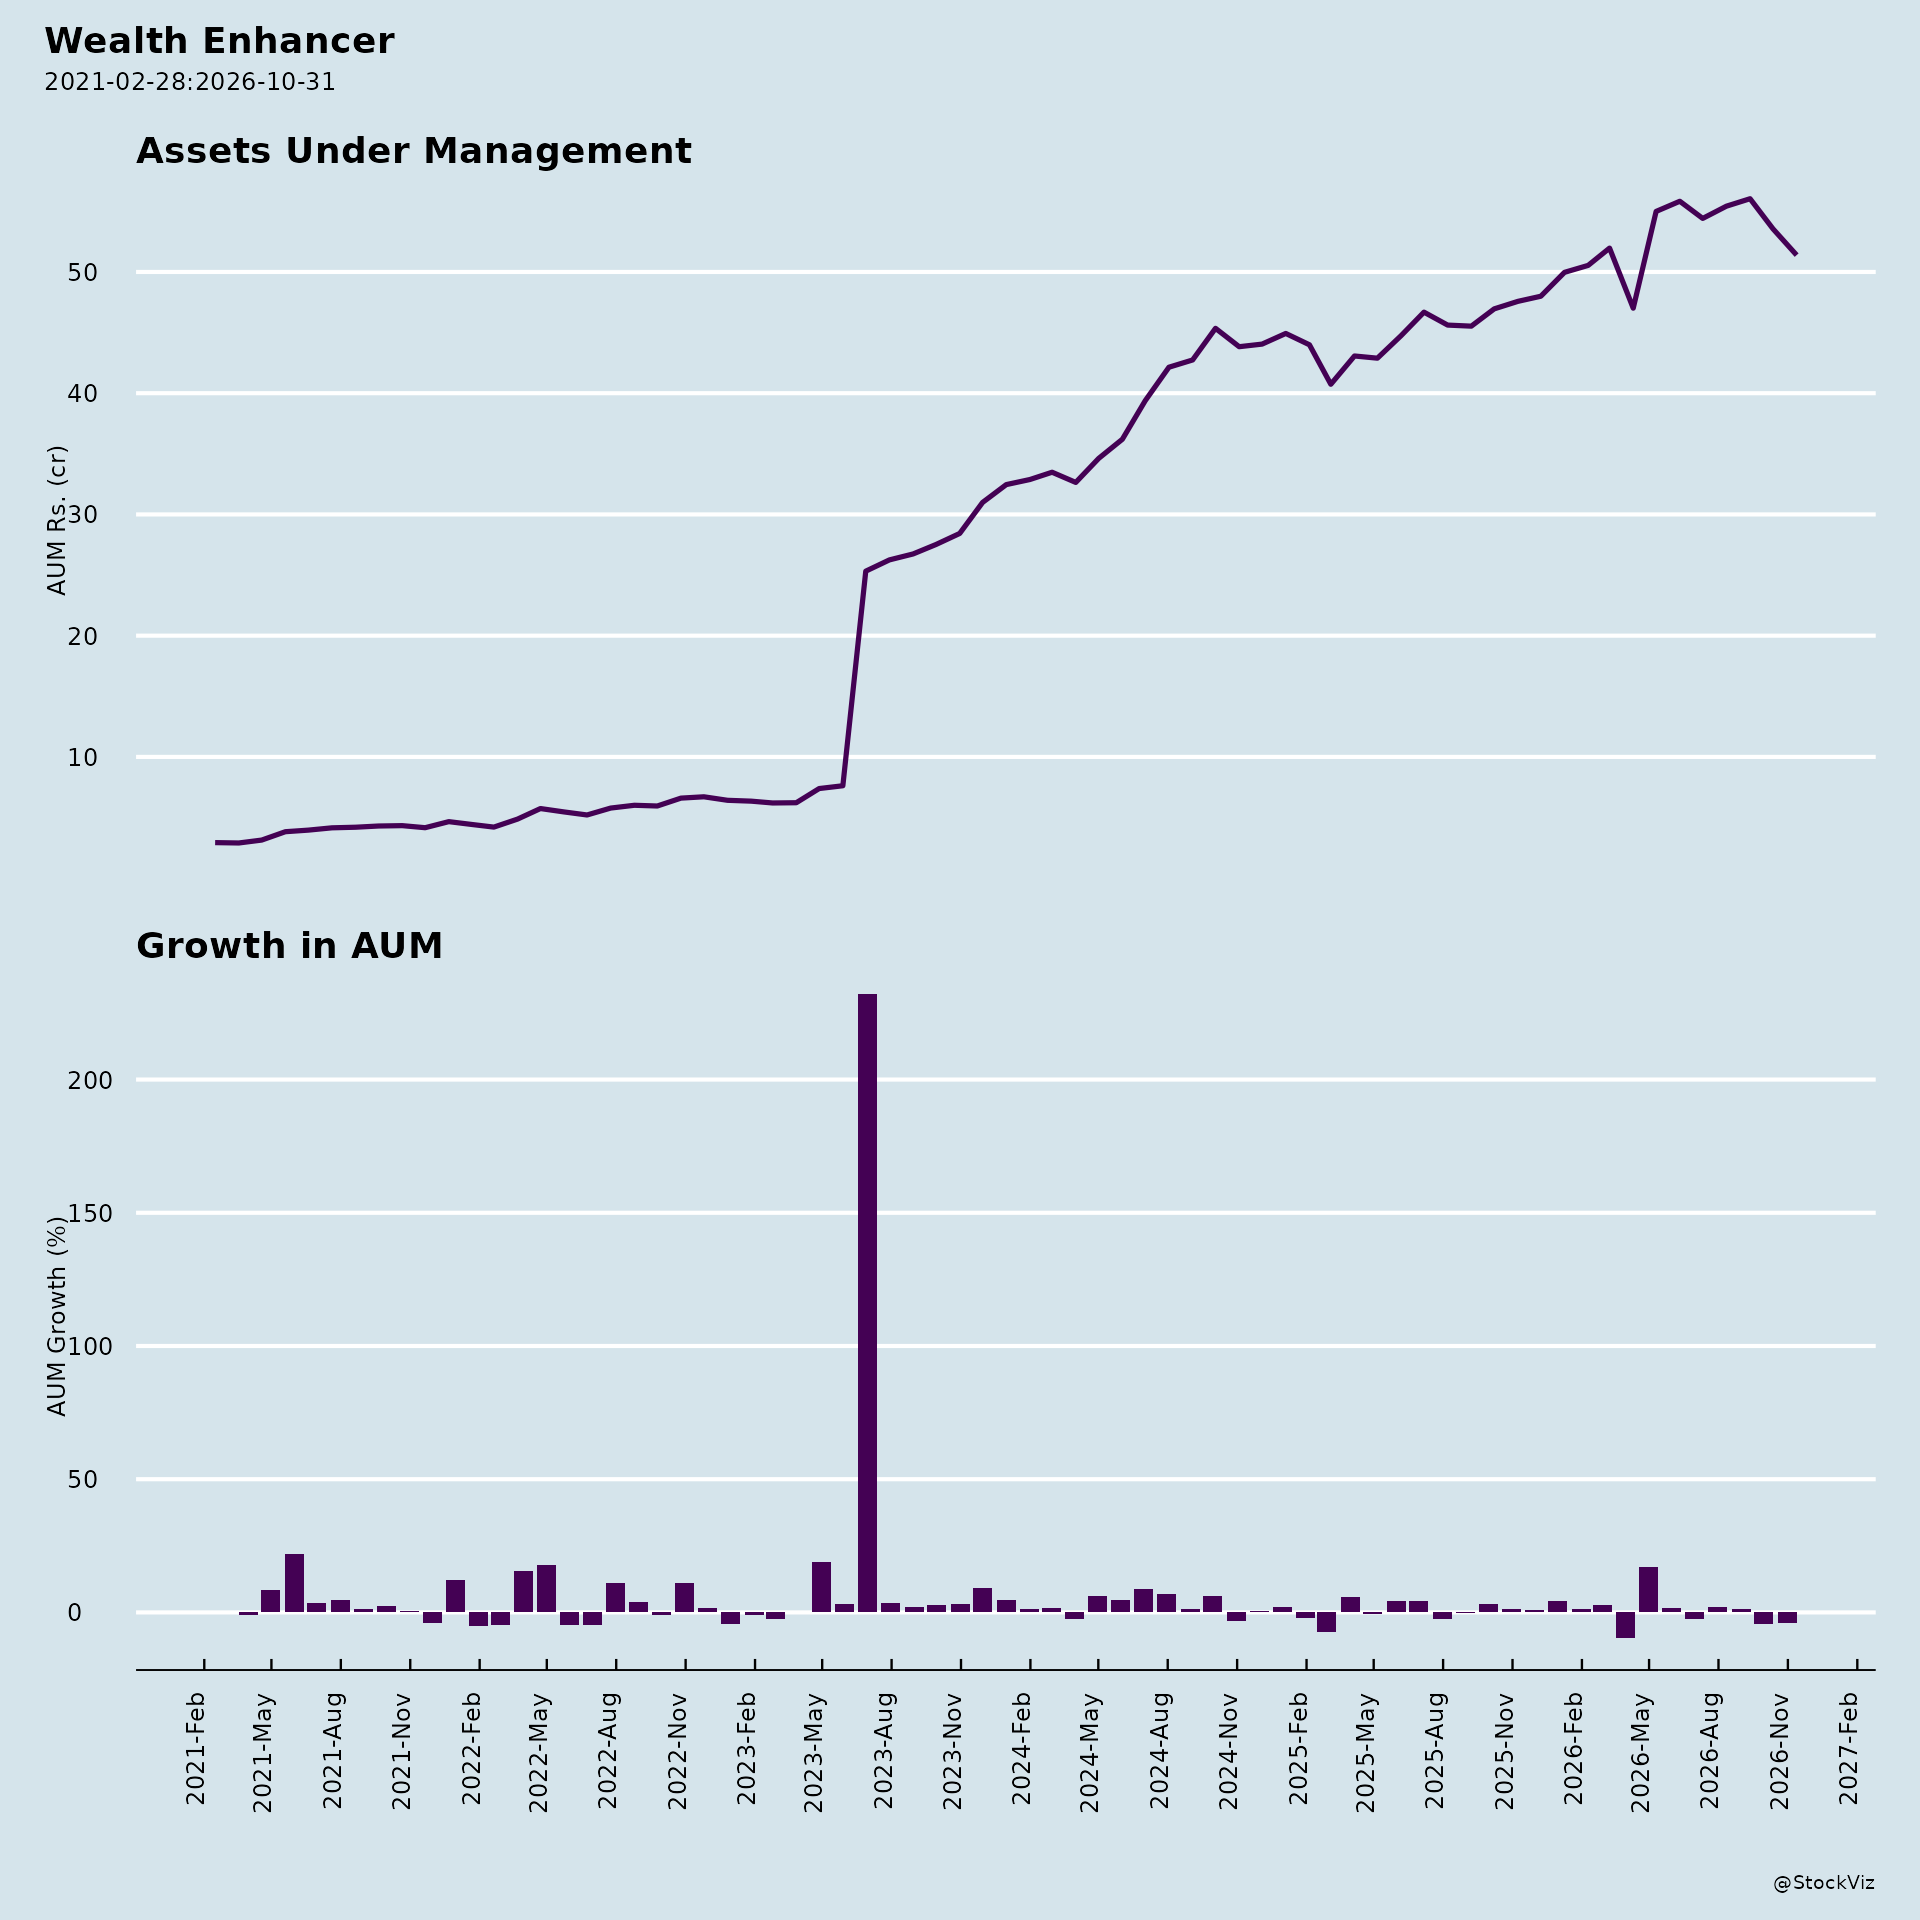 Wealth Enhancer
2021-02-28:2026-10-31
Assets Under Management
AUM Rs. (cr)
50
40
30
20
10
Growth in AUM
AUM Growth (%)
200
150
100
50
0
2021-Feb
2021-May
2021-Aug
2021-Nov
2022-Feb
2022-May
2022-Aug
2022-Nov
2023-Feb
2023-May
2023-Aug
2023-Nov
2024-Feb
2024-May
2024-Aug
2024-Nov
2025-Feb
2025-May
2025-Aug
2025-Nov
2026-Feb
2026-May
2026-Aug
2026-Nov
2027-Feb
@StockViz